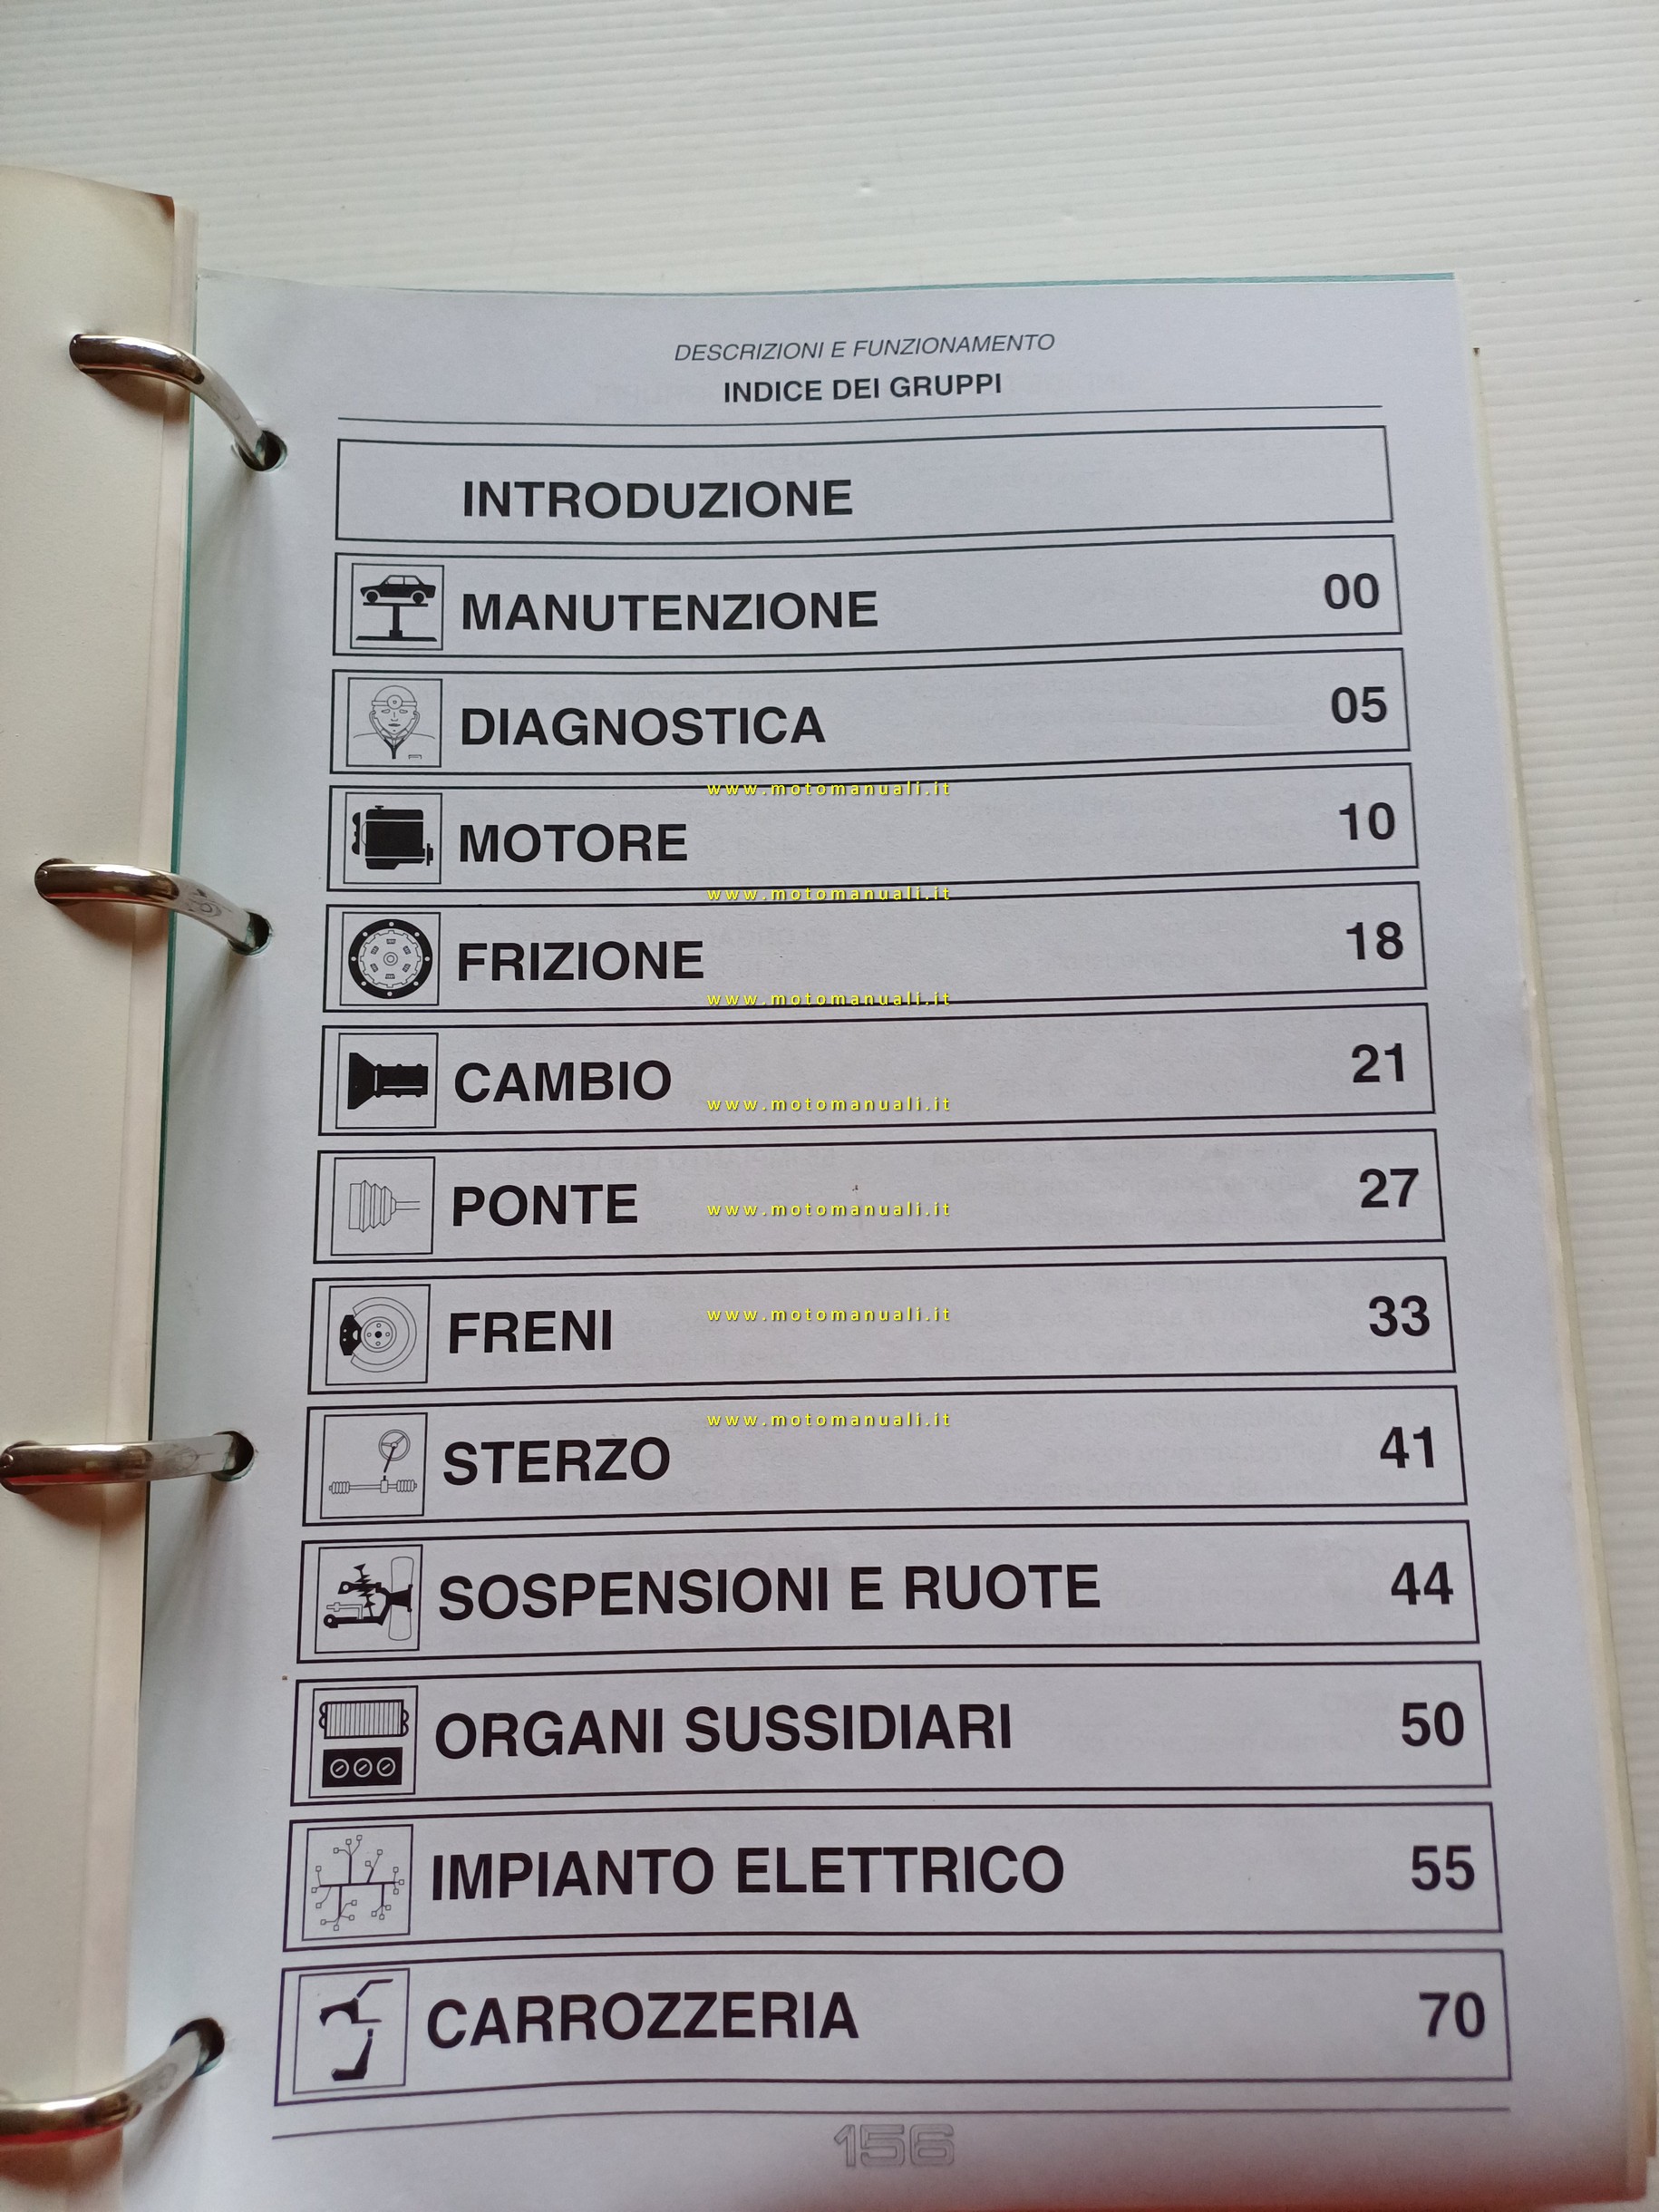 DESCRIZIONI E FUNZIONAMENTO
INDICE DEI GRUPPI
INTRODUZIONE
MANUTENZIONE 00
DIAGNOSTICA 05
www.motomanuali.it
MOTORE 10
www.motomanuali.it
FRIZIONE 18
www.motomanuali.it
CAMBIO 21
www.motomanuali.it
PONTE 27
www.motomanuali.it
FRENI 33
www.motomanuali.it
www.motomanuali.it
STERZO 41
SOSPENSIONI E RUOTE 44
ORGANI SUSSIDIARI 50
IMPIANTO ELETTRICO 55
CARROZZERIA 70
156